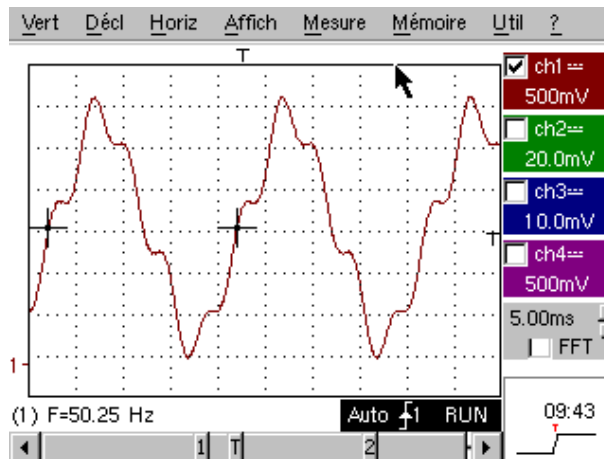 Vert Décl Horiz Affich Mesure Mémoire Util ?
T
ch1
500mV
ch2
20.0mV
ch3
10.0mV
T
ch4
500mV
5.00ms
FFT
1
(1) F=50.25 Hz Auto 1 RUN
1 T 2
09:43
T